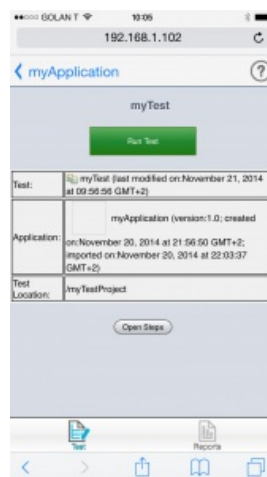 GOLAN T 10:05
192.168.1.102
myApplication ?
myTest
Run Test
Test: myTest (last modified on:November 21, 2014
at 09:56:56 GMT+2)
Application: myApplication (version:1.0; created
on:November 20, 2014 at 21:56:50 GMT+2;
imported on:November 20, 2014 at 22:03:37
GMT+2)
Test
Location: /myTestProject
Open Steps
Test Reports